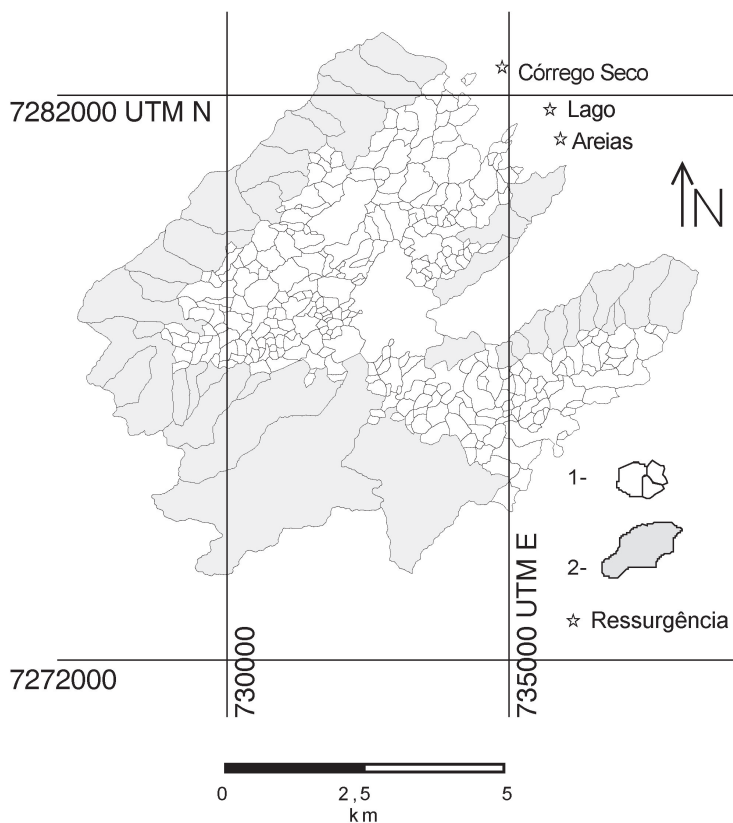 Córrego Seco
7282000 UTM N
Lago
Areias
N
1-
2-
735000 UTM E
Ressurgência
730000
7272000
0 2,5 5
km